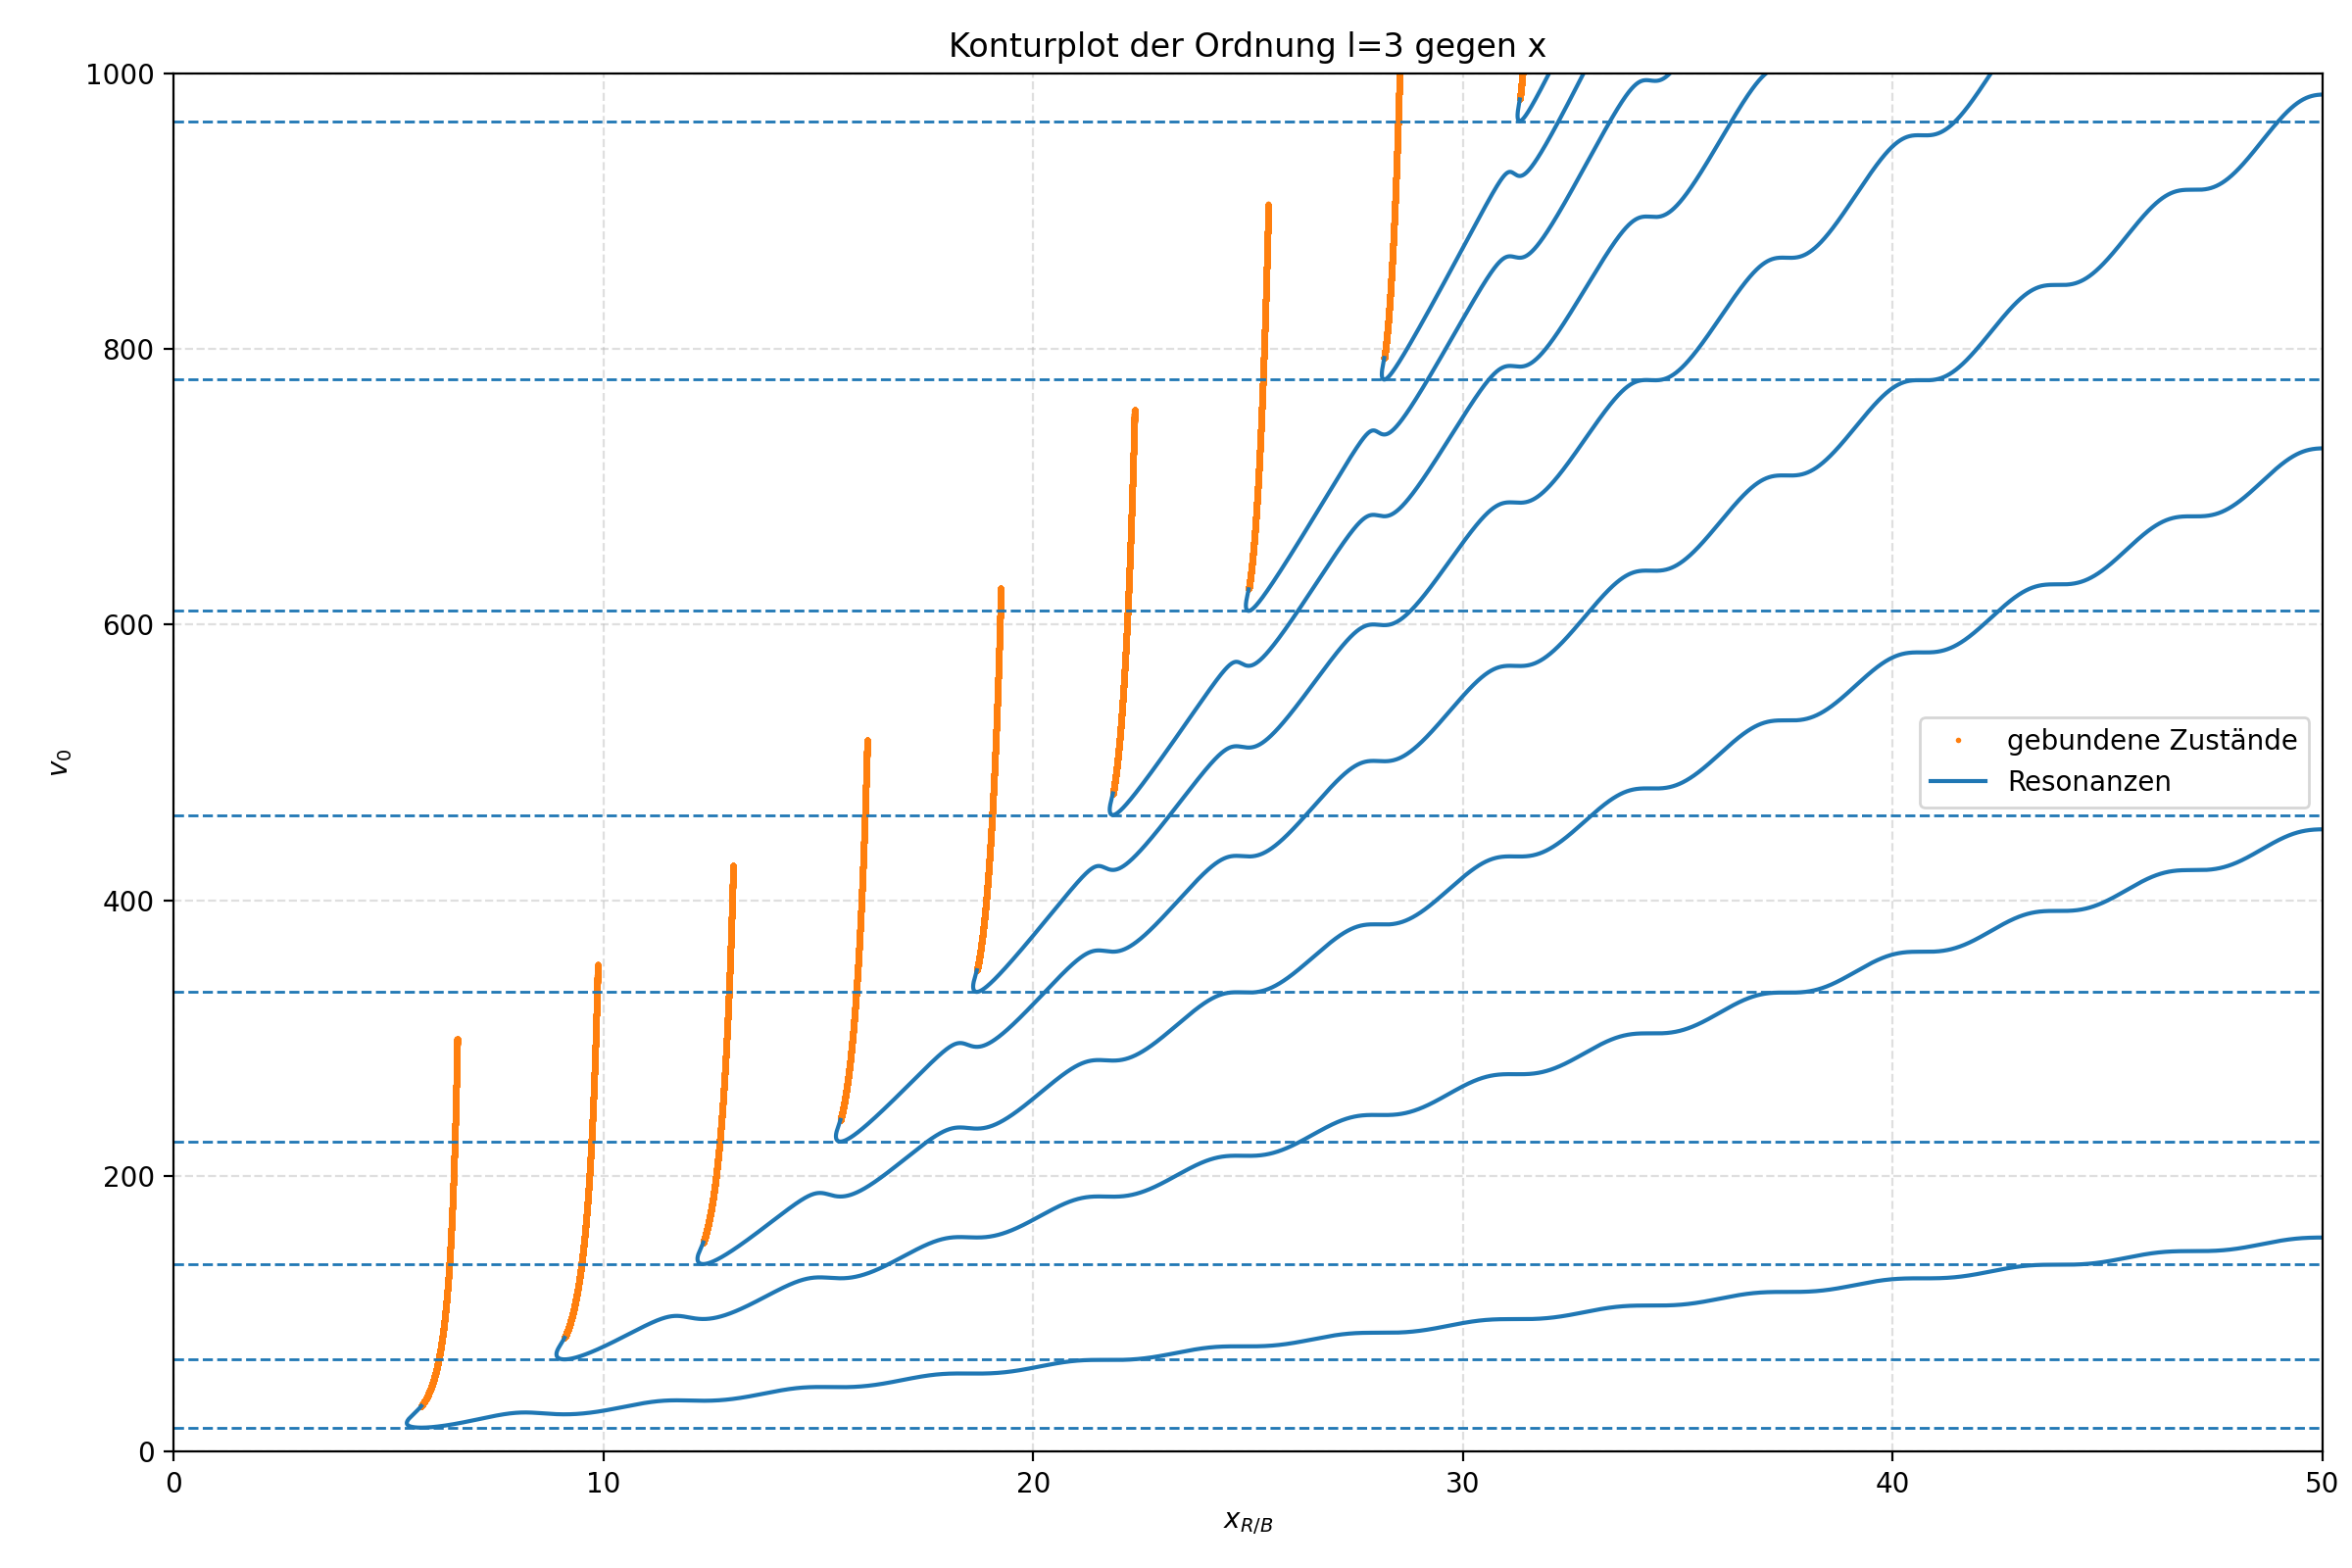 Konturplot der Ordnung l=3 gegen x
1000
800
600
400
200
0
v₀
gebundene Zustände
Resonanzen
0 10 20 30 40 50
x_{R/B}